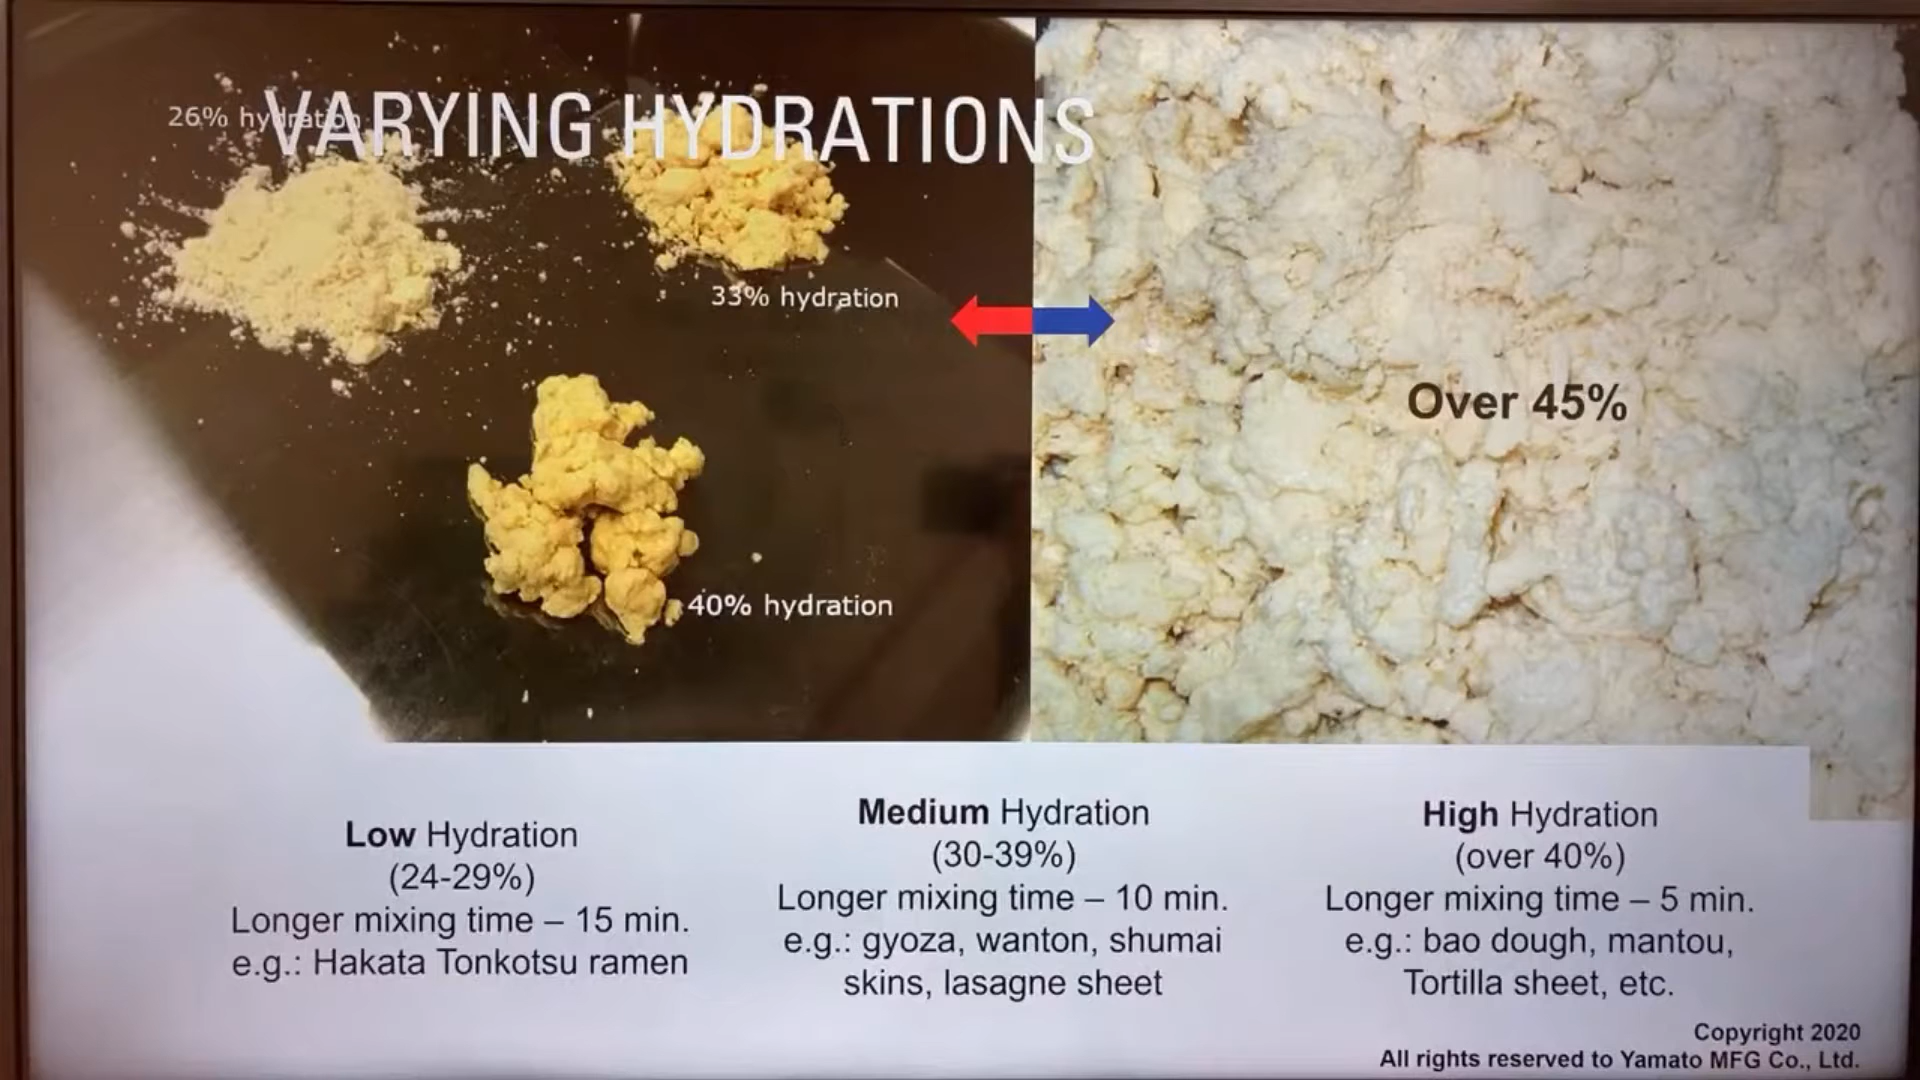 VARYING HYDRATIONS
26% hydration
33% hydration
40% hydration
Over 45%
Low Hydration
(24-29%)
Longer mixing time – 15 min.
e.g.: Hakata Tonkotsu ramen
Medium Hydration
(30-39%)
Longer mixing time – 10 min.
e.g.: gyoza, wanton, shumai
skins, lasagne sheet
High Hydration
(over 40%)
Longer mixing time – 5 min.
e.g.: bao dough, mantou,
Tortilla sheet, etc.
Copyright 2020
All rights reserved to Yamato MFG Co., Ltd.